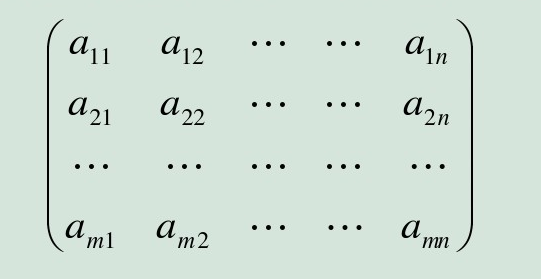 a₁₁ a₁₂ ⋯ ⋯ a₁ₙ
a₂₁ a₂₂ ⋯ ⋯ a₂ₙ
⋯ ⋯ ⋯ ⋯ ⋯
aₘ₁ aₘ₂ ⋯ ⋯ aₘₙ